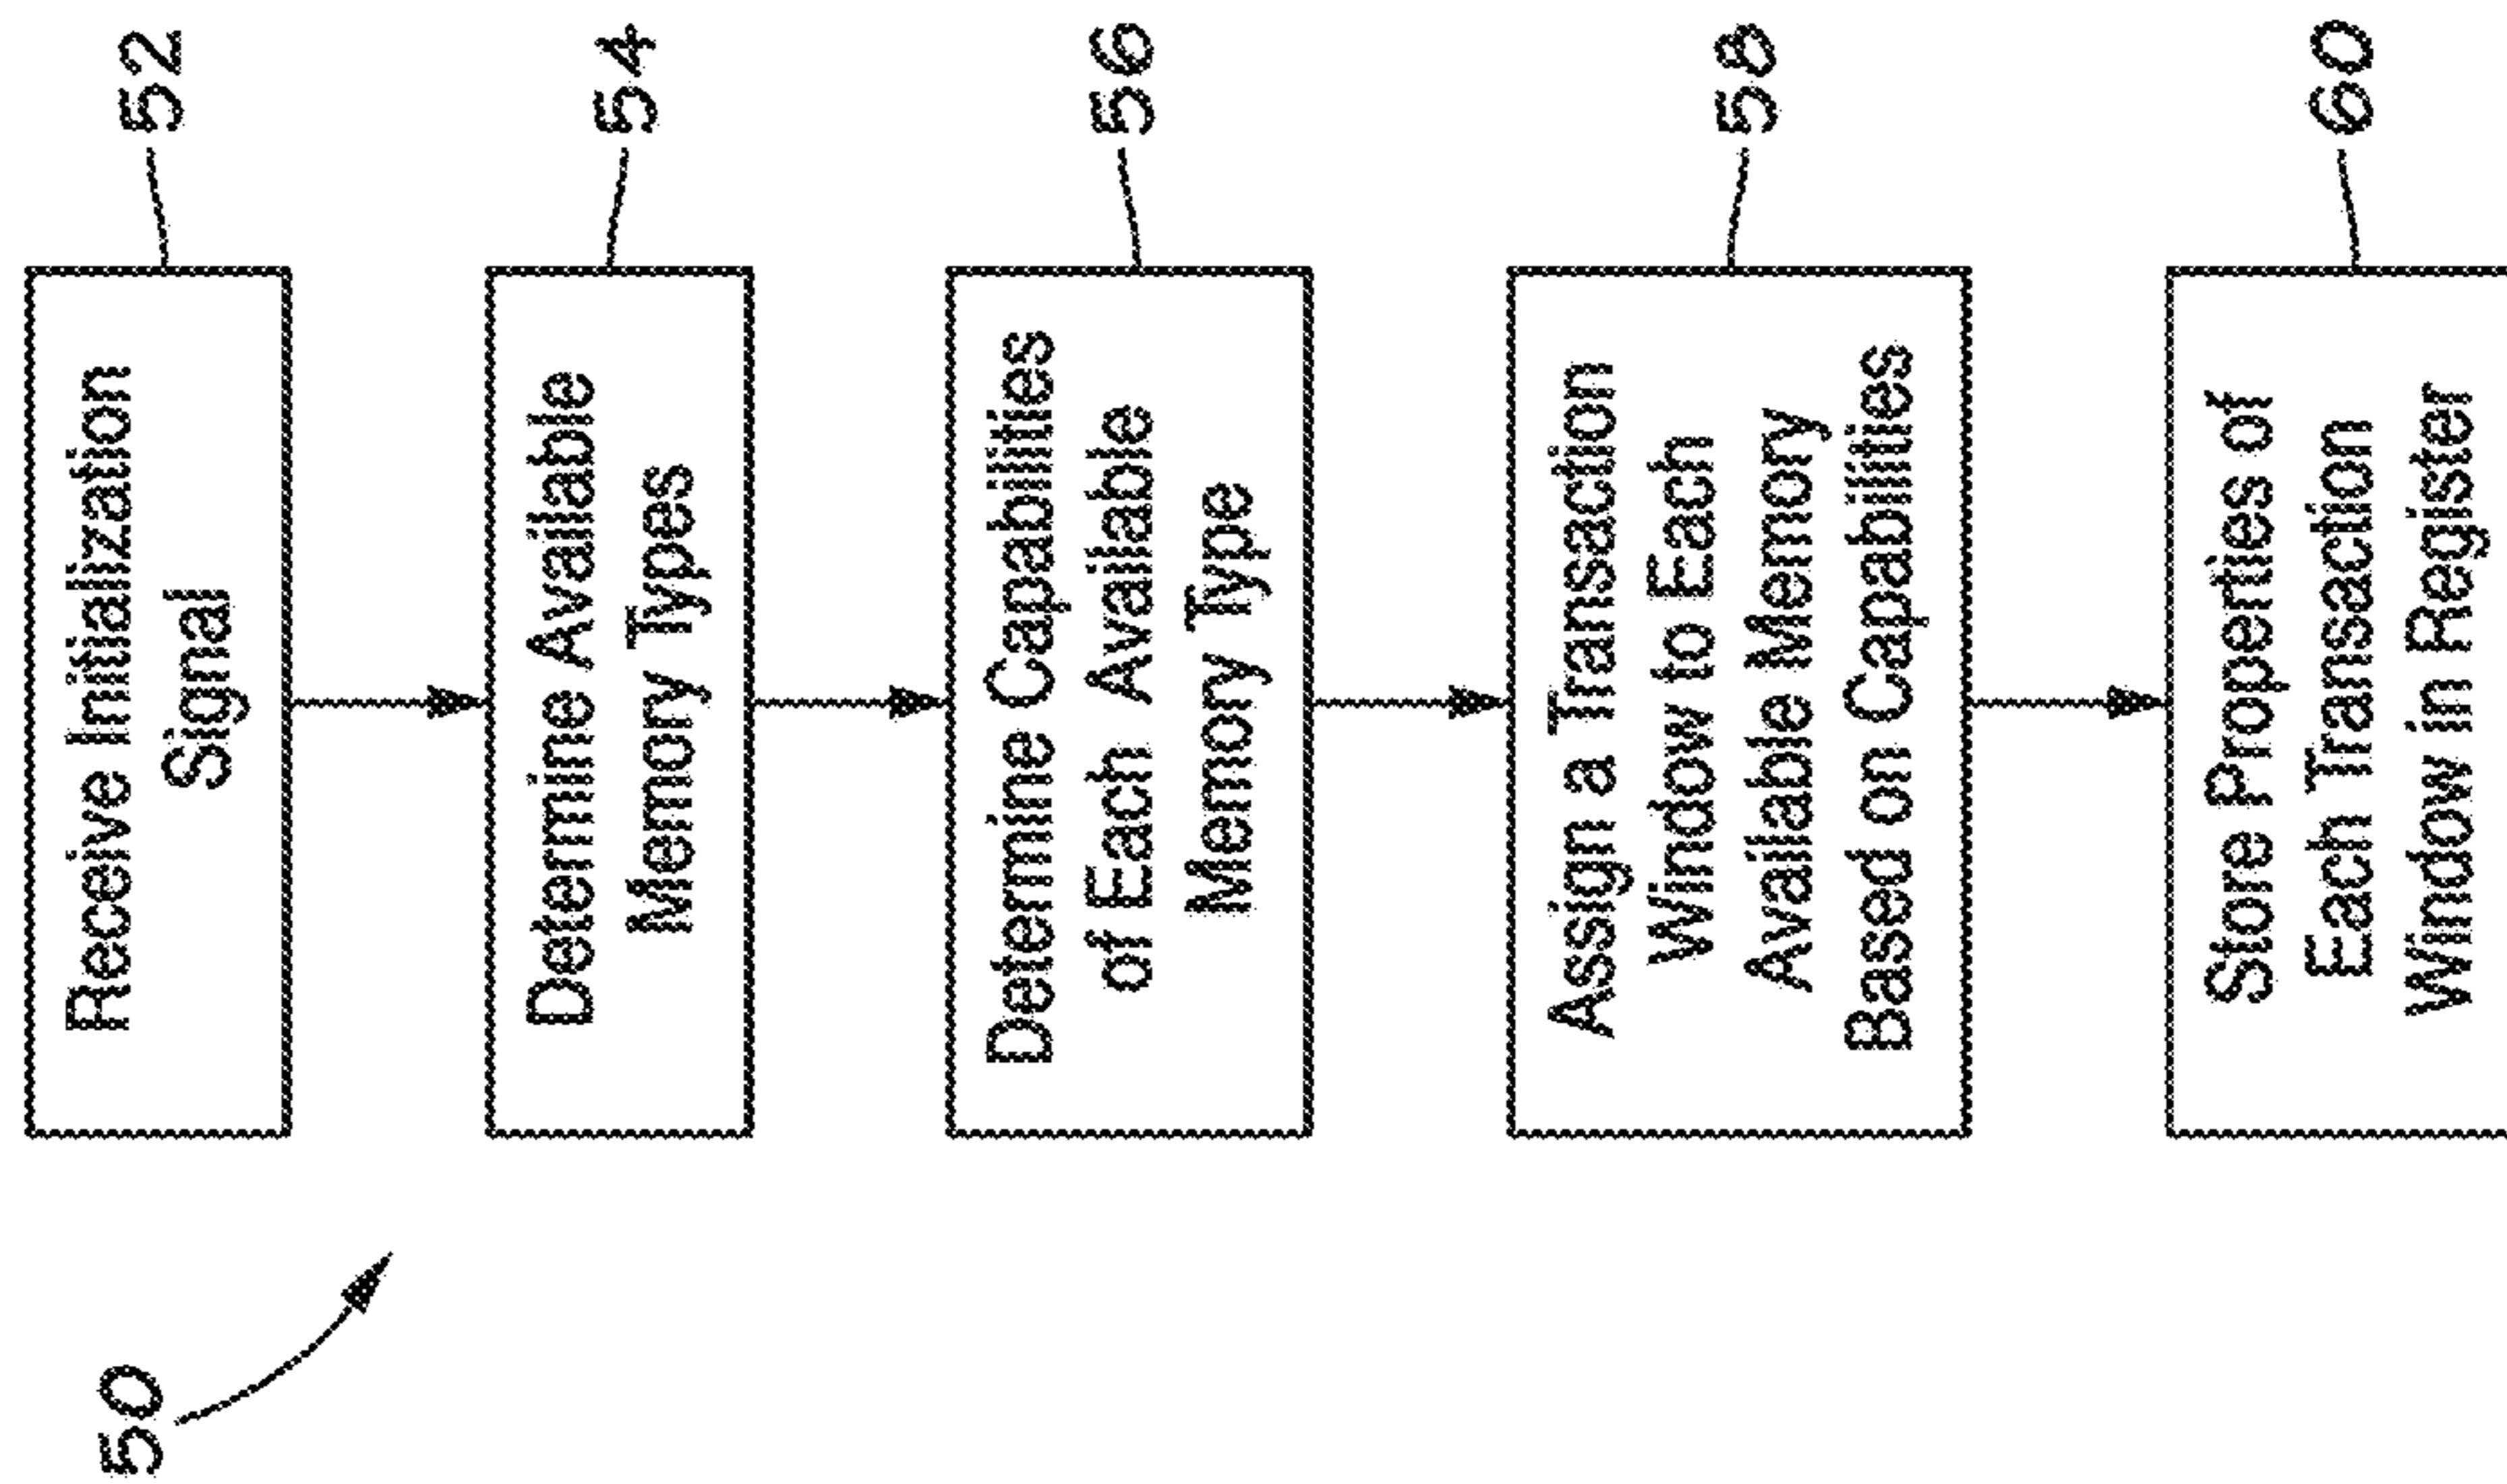 50
Receive Initialization
Signal
52
Determine Available
Memory Types
54
Determine Capabilities
of Each Available
Memory Type
56
Assign a Transaction
Window to Each
Available Memory
Based on Capabilities
58
Store Properties of
Each Transaction
Window in Register
60